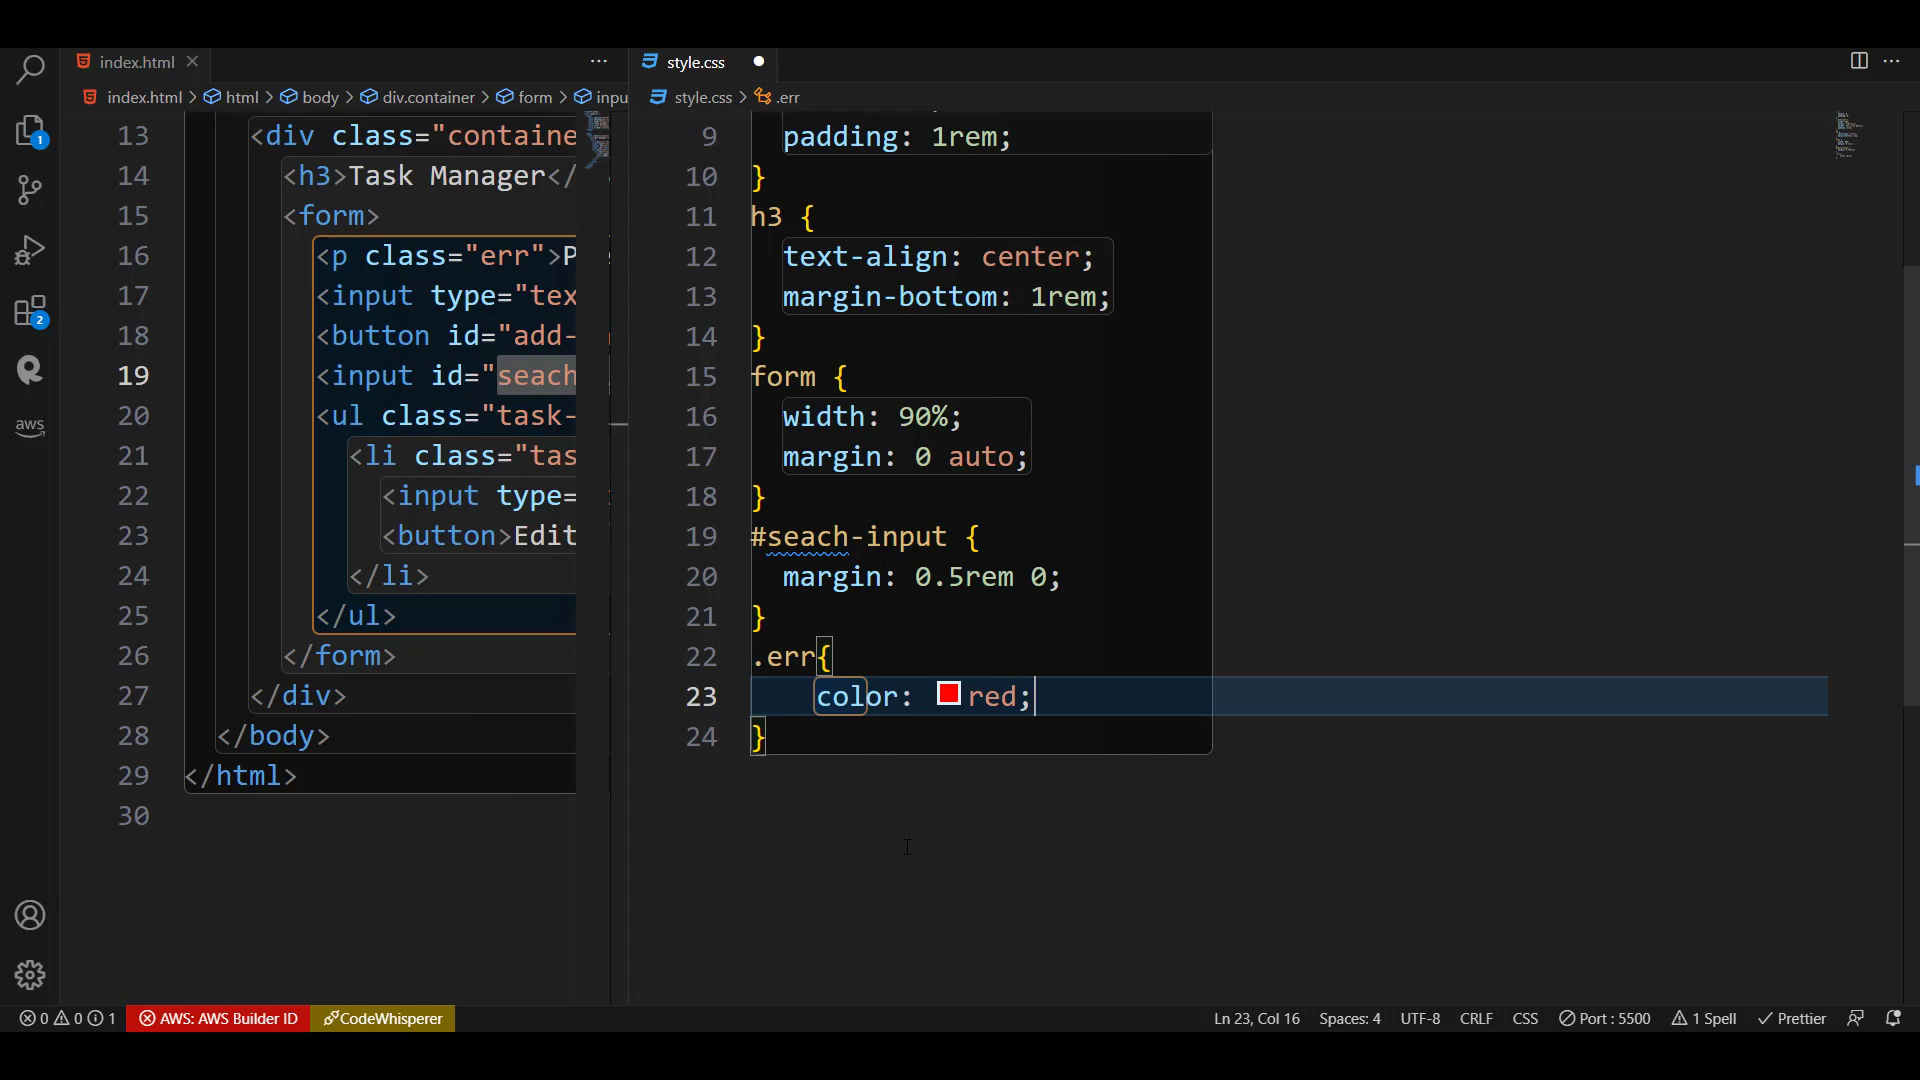 index.html
style.css
index.html > html > body > div.container > form > inpu
style.css > .err
13 <div class="containe
14 <h3>Task Manager</
15 <form>
16 <p class="err">P
17 <input type="tex
18 <button id="add-
19 <input id="seach
20 <ul class="task-
21 <li class="tas
22 <input type=
23 <button>Edit
24 </li>
25 </ul>
26 </form>
27 </div>
28 </body>
29 </html>
30
9 padding: 1rem;
10 }
11 h3 {
12 text-align: center;
13 margin-bottom: 1rem;
14 }
15 form {
16 width: 90%;
17 margin: 0 auto;
18 }
19 #seach-input {
20 margin: 0.5rem 0;
21 }
22 .err{
23 color: red;
24 }
1
2
aws
0 0 1 AWS: AWS Builder ID CodeWhisperer Ln 23, Col 16 Spaces: 4 UTF-8 CRLF CSS Port : 5500 1 Spell Prettier